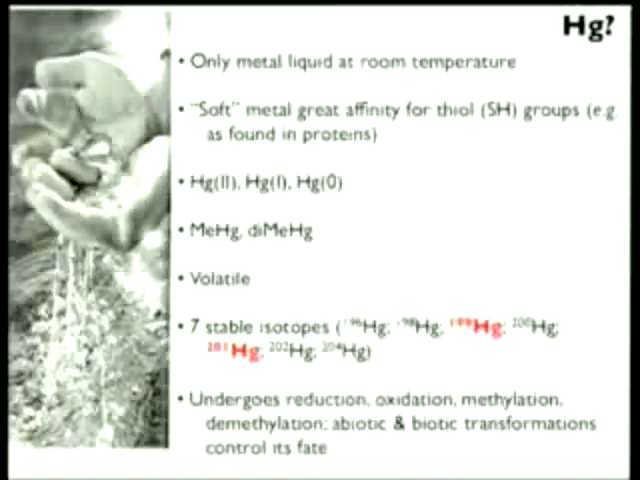 Hg?
• Only metal liquid at room temperature
• "Soft" metal great affinity for thiol (SH) groups (e.g.
as found in proteins)
• Hg(II), Hg(I), Hg(0)
• MeHg, diMeHg
• Volatile
• 7 stable isotopes (¹⁹⁶Hg; ¹⁹⁸Hg; ¹⁹⁹Hg; ²⁰⁰Hg;
²⁰¹Hg; ²⁰²Hg; ²⁰⁴Hg)
• Undergoes reduction, oxidation, methylation,
demethylation; abiotic & biotic transformations
control its fate